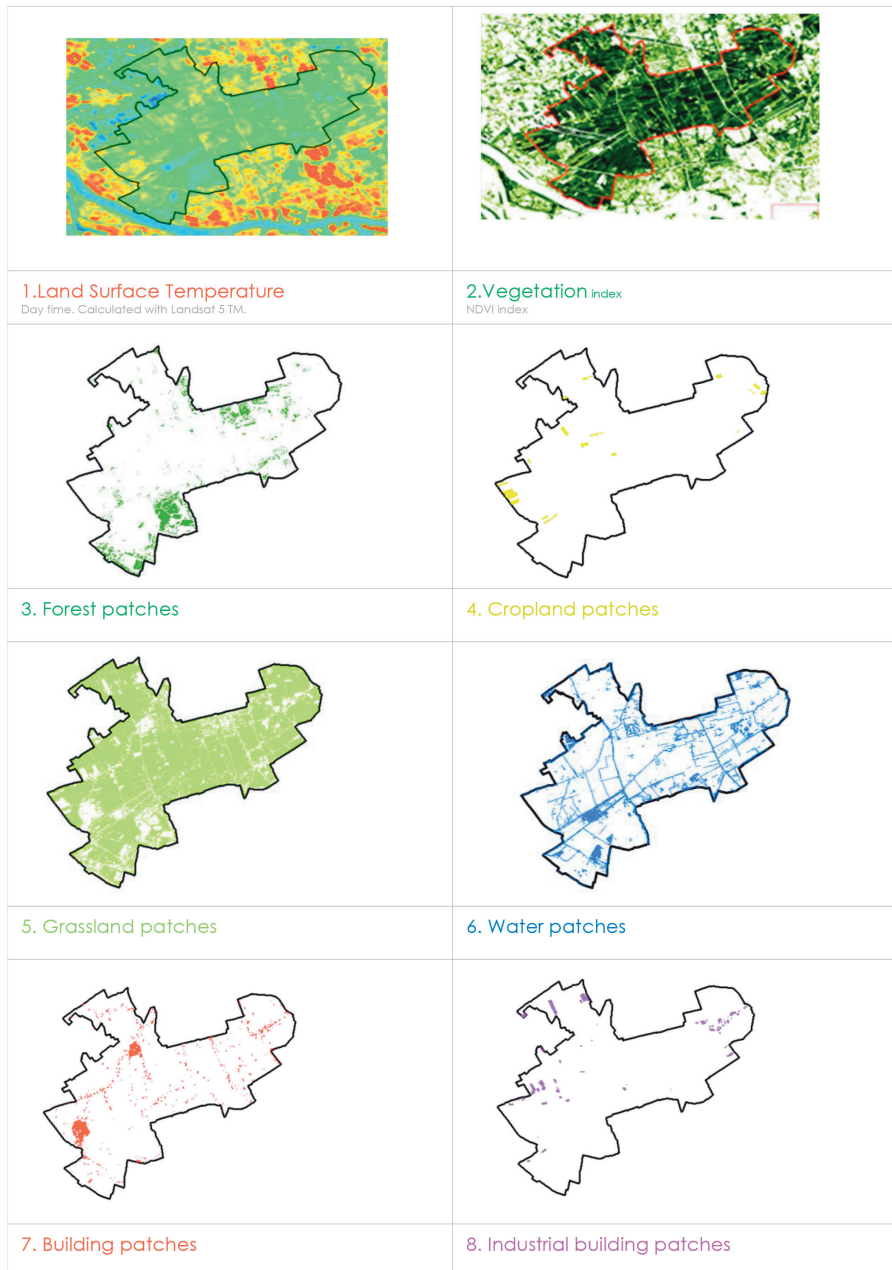 1.Land Surface Temperature
Day time. Calculated with Landsat 5 TM.
2.Vegetation index
NDVI index
3. Forest patches
4. Cropland patches
5. Grassland patches
6. Water patches
7. Building patches
8. Industrial building patches